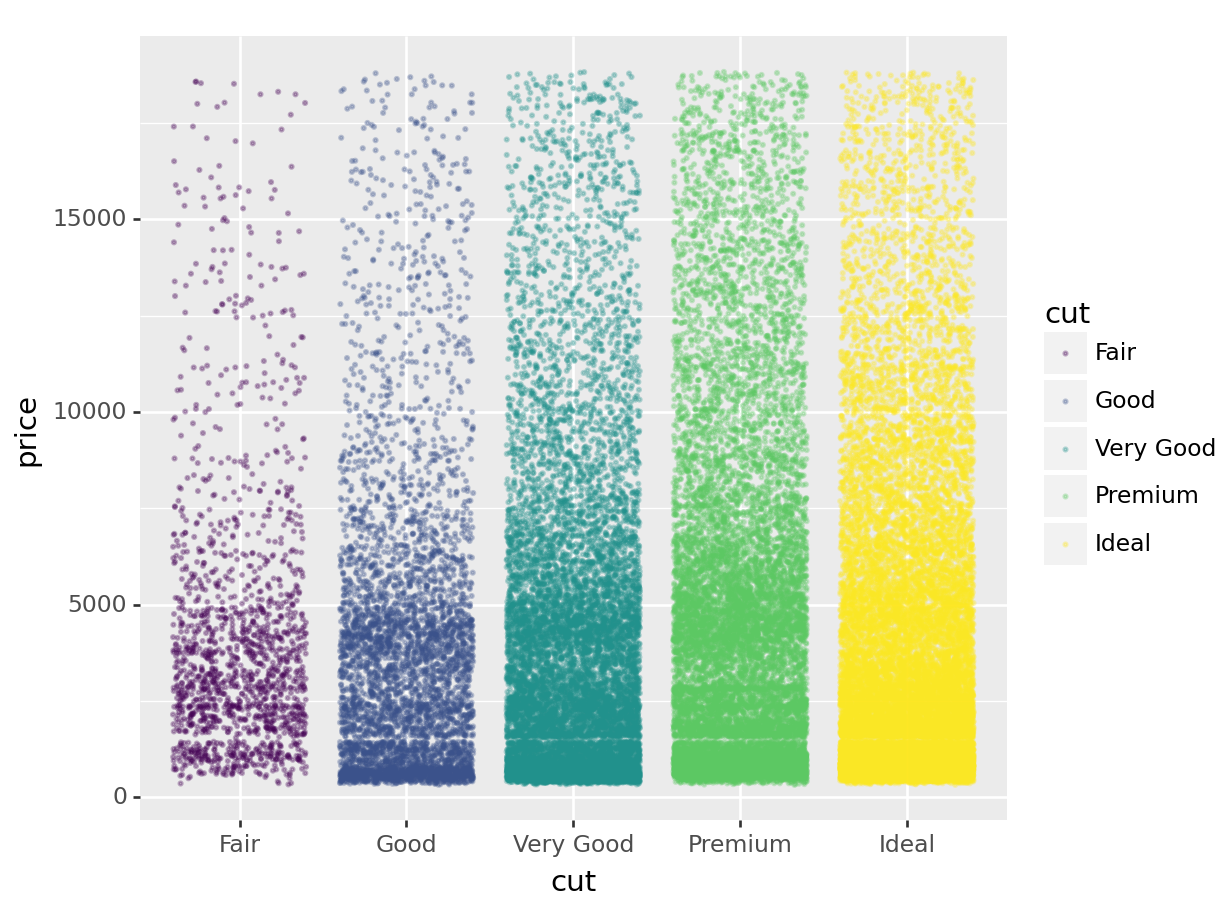 15000
10000
5000
0
price
Fair
Good
Very Good
Premium
Ideal
cut
cut
Fair
Good
Very Good
Premium
Ideal